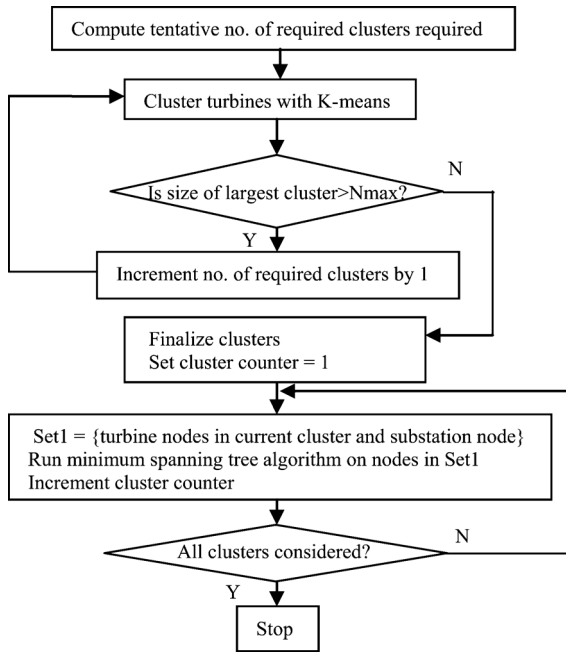 Compute tentative no. of required clusters required
Cluster turbines with K-means
Is size of largest cluster>Nmax?
N
Y
Increment no. of required clusters by 1
Finalize clusters
Set cluster counter = 1
Set1 = {turbine nodes in current cluster and substation node}
Run minimum spanning tree algorithm on nodes in Set1
Increment cluster counter
All clusters considered?
N
Y
Stop